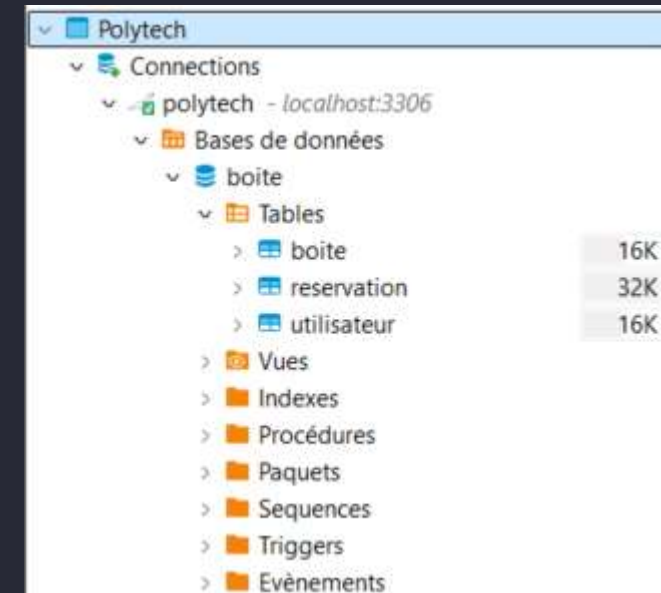 Polytech
Connections
polytech - localhost:3306
Bases de données
boite
Tables
boite 16K
reservation 32K
utilisateur 16K
Vues
Indexes
Procédures
Paquets
Sequences
Triggers
Evènements